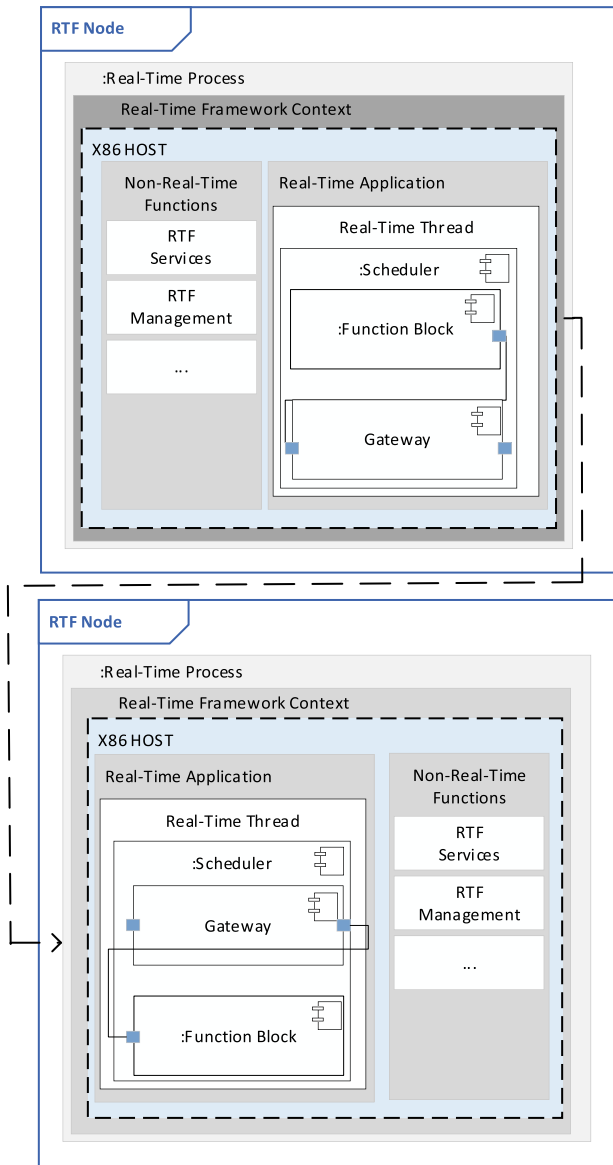 RTF Node
:Real-Time Process
Real-Time Framework Context
X86 HOST
Non-Real-Time
Functions
RTF
Services
RTF
Management
...
Real-Time Application
Real-Time Thread
:Scheduler
:Function Block
Gateway
RTF Node
:Real-Time Process
Real-Time Framework Context
X86 HOST
Real-Time Application
Real-Time Thread
:Scheduler
Gateway
:Function Block
Non-Real-Time
Functions
RTF
Services
RTF
Management
...